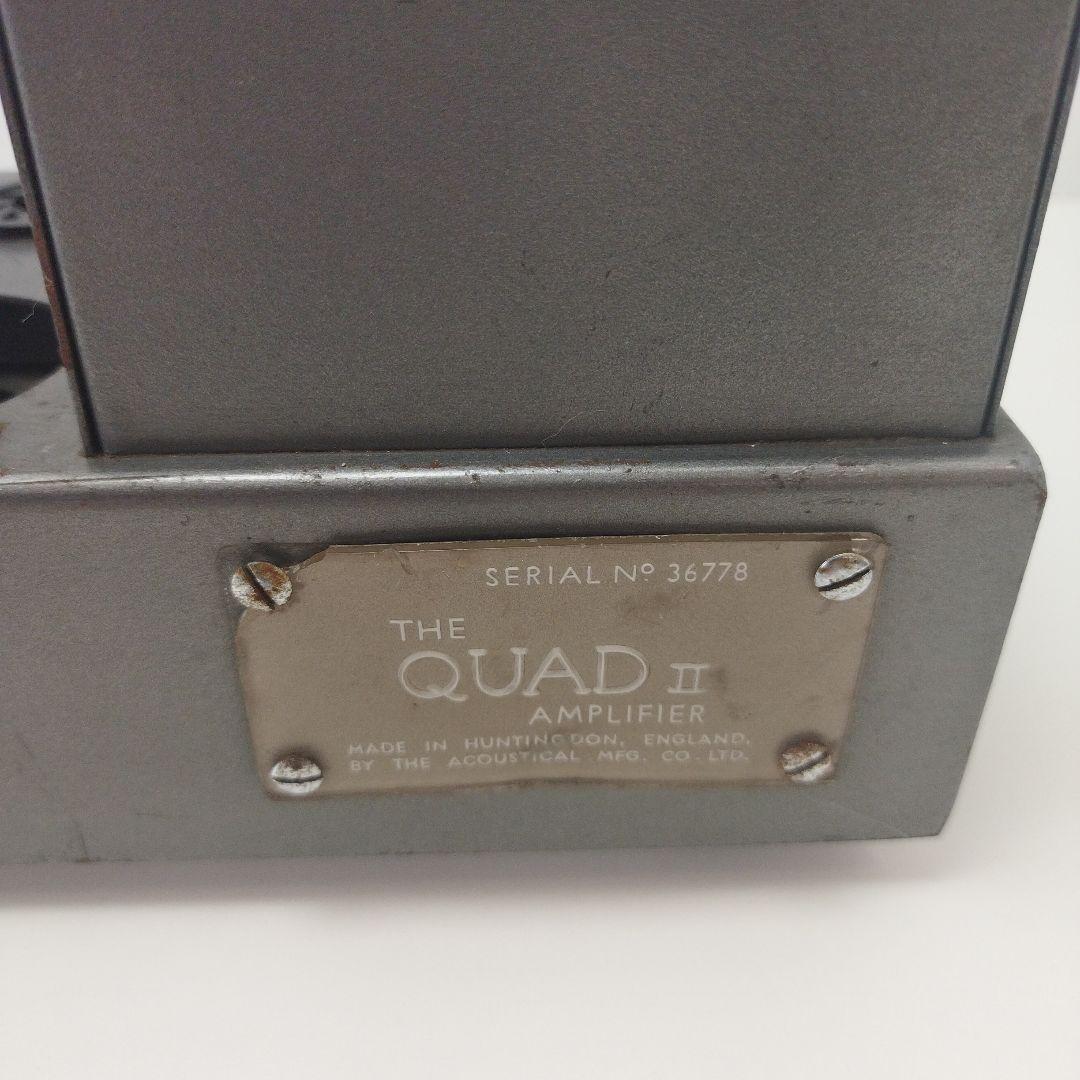 SERIAL Nº 36778
THE
QUAD II
AMPLIFIER
MADE IN HUNTINGDON, ENGLAND,
BY THE ACOUSTICAL MFG. CO. LTD.